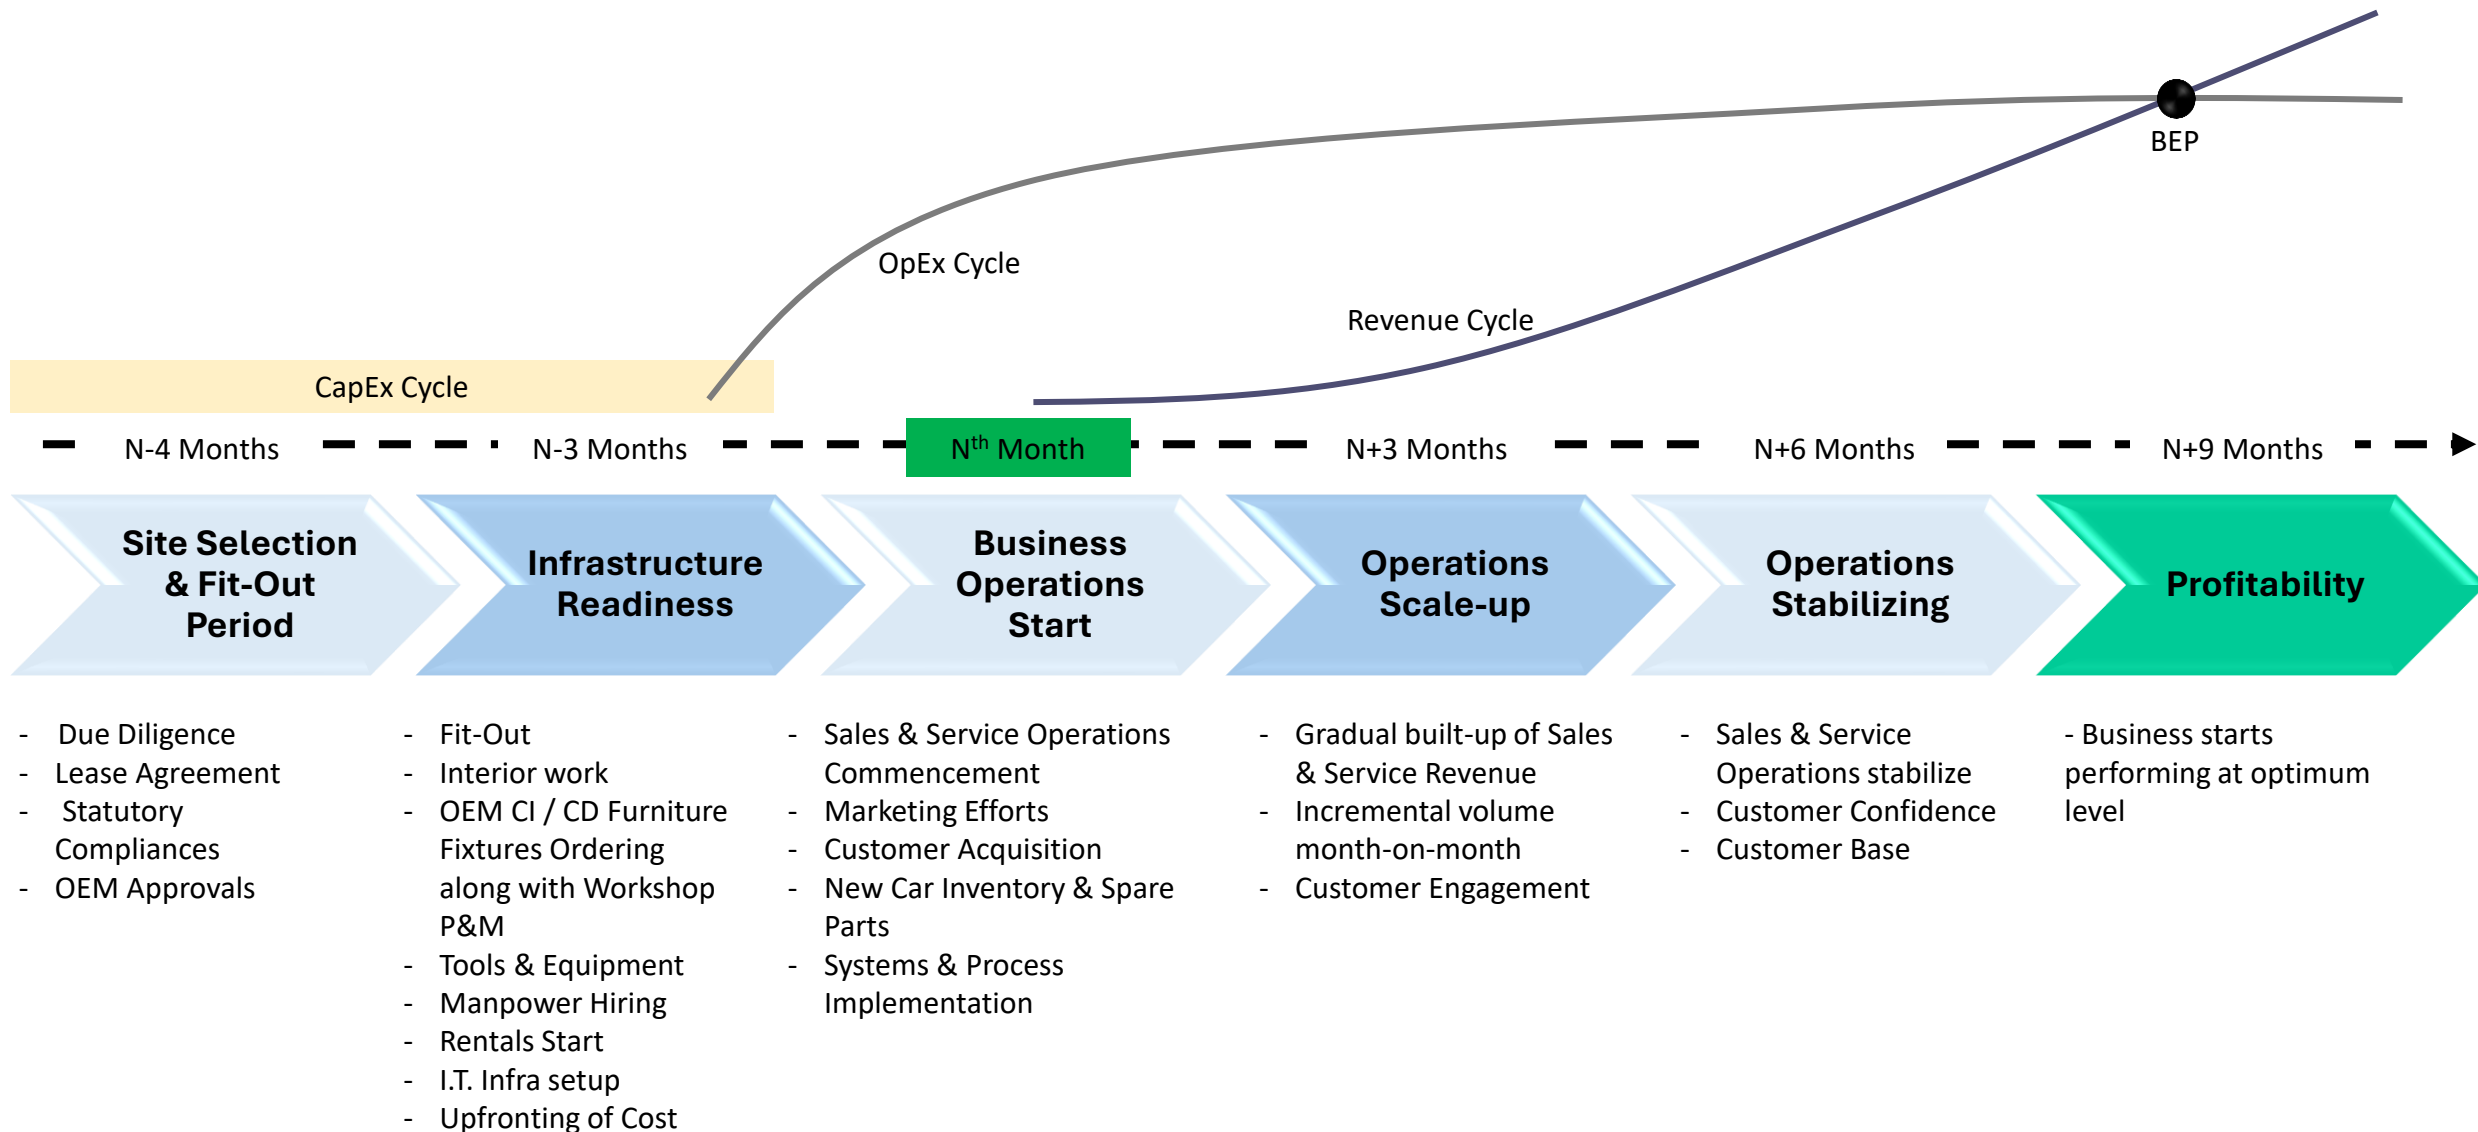 BEP
OpEx Cycle
Revenue Cycle
CapEx Cycle
N-4 Months
N-3 Months
Nth Month
N+3 Months
N+6 Months
N+9 Months
Site Selection
& Fit-Out
Period
Infrastructure
Readiness
Business
Operations
Start
Operations
Scale-up
Operations
Stabilizing
Profitability
- Due Diligence
- Lease Agreement
- Statutory
Compliances
- OEM Approvals
- Fit-Out
- Interior work
- OEM CI / CD Furniture
Fixtures Ordering
along with Workshop
P&M
- Tools & Equipment
- Manpower Hiring
- Rentals Start
- I.T. Infra setup
- Upfronting of Cost
- Sales & Service Operations
Commencement
- Marketing Efforts
- Customer Acquisition
- New Car Inventory & Spare
Parts
- Systems & Process
Implementation
- Gradual built-up of Sales
& Service Revenue
- Incremental volume
month-on-month
- Customer Engagement
- Sales & Service
Operations stabilize
- Customer Confidence
- Customer Base
- Business starts
performing at optimum
level